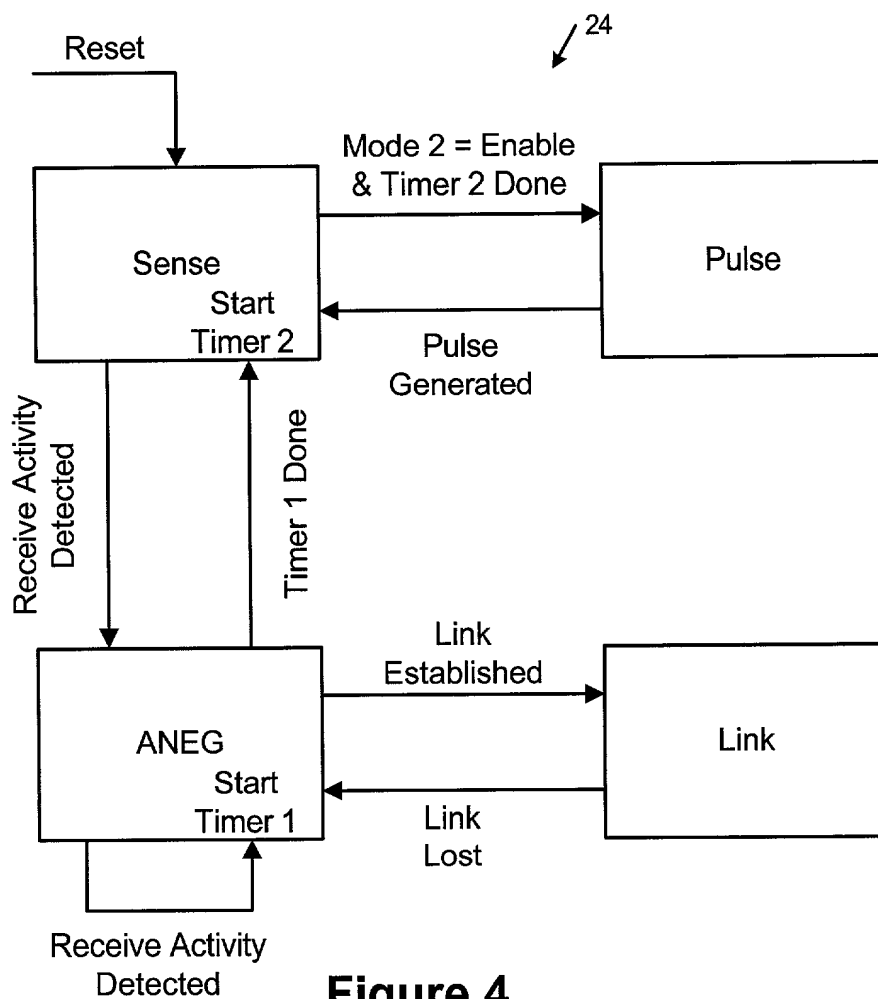 24
Reset
Mode 2 = Enable
& Timer 2 Done
Sense
Start
Timer 2
Pulse
Pulse
Generated
Receive Activity
Detected
Timer 1 Done
Link
Established
ANEG
Start
Timer 1
Link
Link
Lost
Receive Activity
Detected
Figure 4